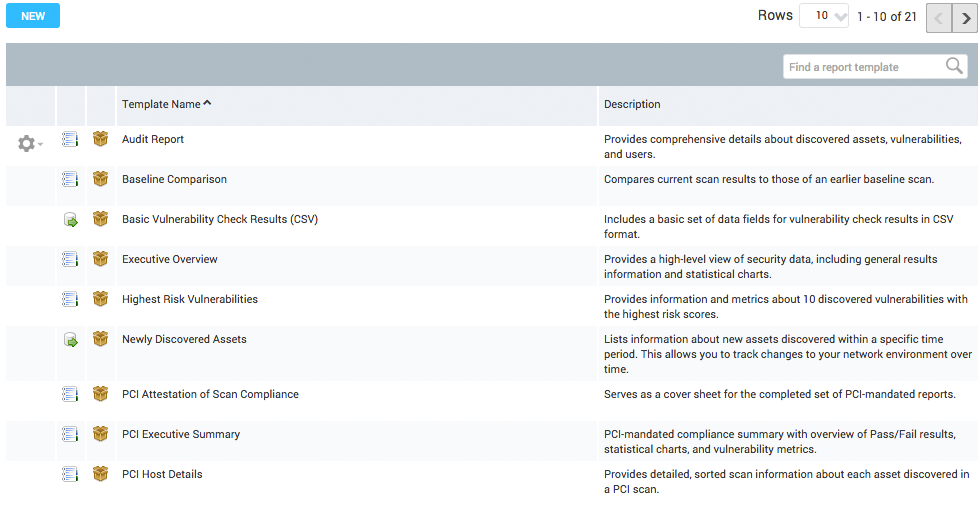 NEW
Rows 10 1 - 10 of 21
Find a report template
Template Name Description
Audit Report Provides comprehensive details about discovered assets, vulnerabilities,
and users.
Baseline Comparison Compares current scan results to those of an earlier baseline scan.
Basic Vulnerability Check Results (CSV) Includes a basic set of data fields for vulnerability check results in CSV
format.
Executive Overview Provides a high-level view of security data, including general results
information and statistical charts.
Highest Risk Vulnerabilities Provides information and metrics about 10 discovered vulnerabilities with
the highest risk scores.
Newly Discovered Assets Lists information about new assets discovered within a specific time
period. This allows you to track changes to your network environment over
time.
PCI Attestation of Scan Compliance Serves as a cover sheet for the completed set of PCI-mandated reports.
PCI Executive Summary PCI-mandated compliance summary with overview of Pass/Fail results,
statistical charts, and vulnerability metrics.
PCI Host Details Provides detailed, sorted scan information about each asset discovered in
a PCI scan.